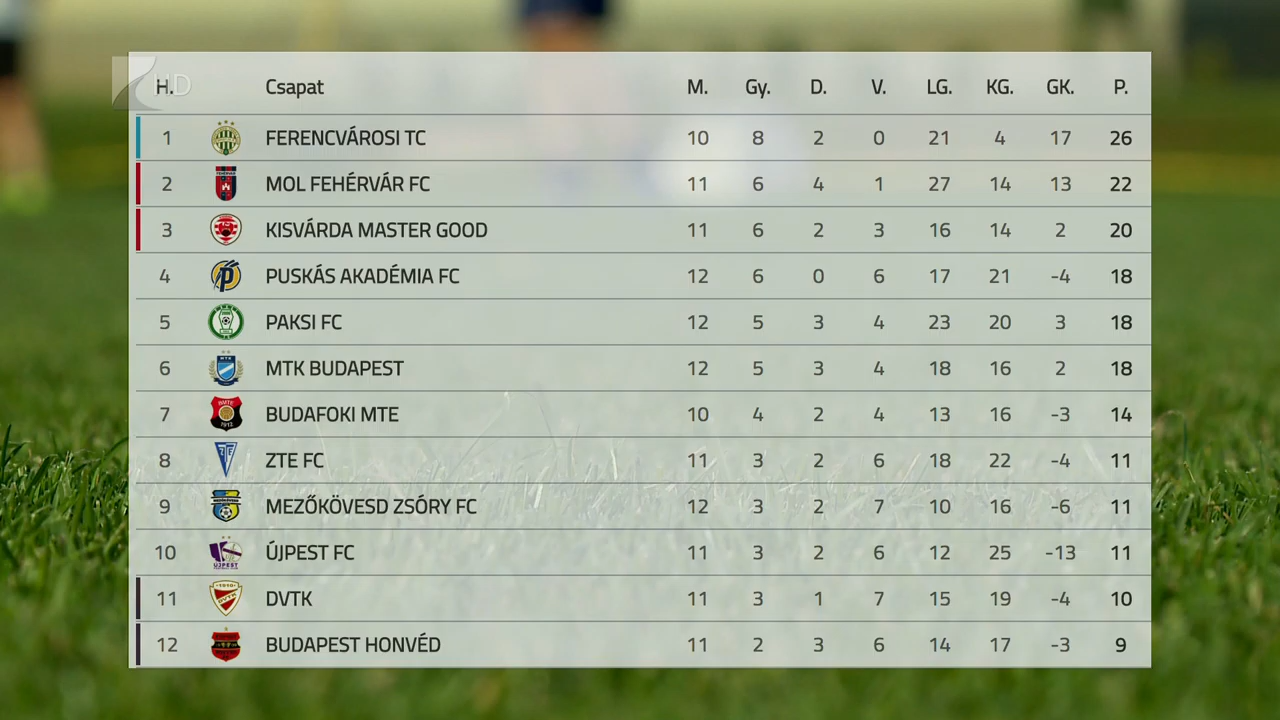 HD
H. Csapat M. Gy. D. V. LG. KG. GK. P.
1 FERENCVÁROSI TC 10 8 2 0 21 4 17 26
2 MOL FEHÉRVÁR FC 11 6 4 1 27 14 13 22
3 KISVÁRDA MASTER GOOD 11 6 2 3 16 14 2 20
4 PUSKÁS AKADÉMIA FC 12 6 0 6 17 21 -4 18
5 PAKSI FC 12 5 3 4 23 20 3 18
6 MTK BUDAPEST 12 5 3 4 18 16 2 18
7 BUDAFOKI MTE 10 4 2 4 13 16 -3 14
8 ZTE FC 11 3 2 6 18 22 -4 11
9 MEZŐKÖVESD ZSÓRY FC 12 3 2 7 10 16 -6 11
10 ÚJPEST FC 11 3 2 6 12 25 -13 11
11 DVTK 11 3 1 7 15 19 -4 10
12 BUDAPEST HONVÉD 11 2 3 6 14 17 -3 9